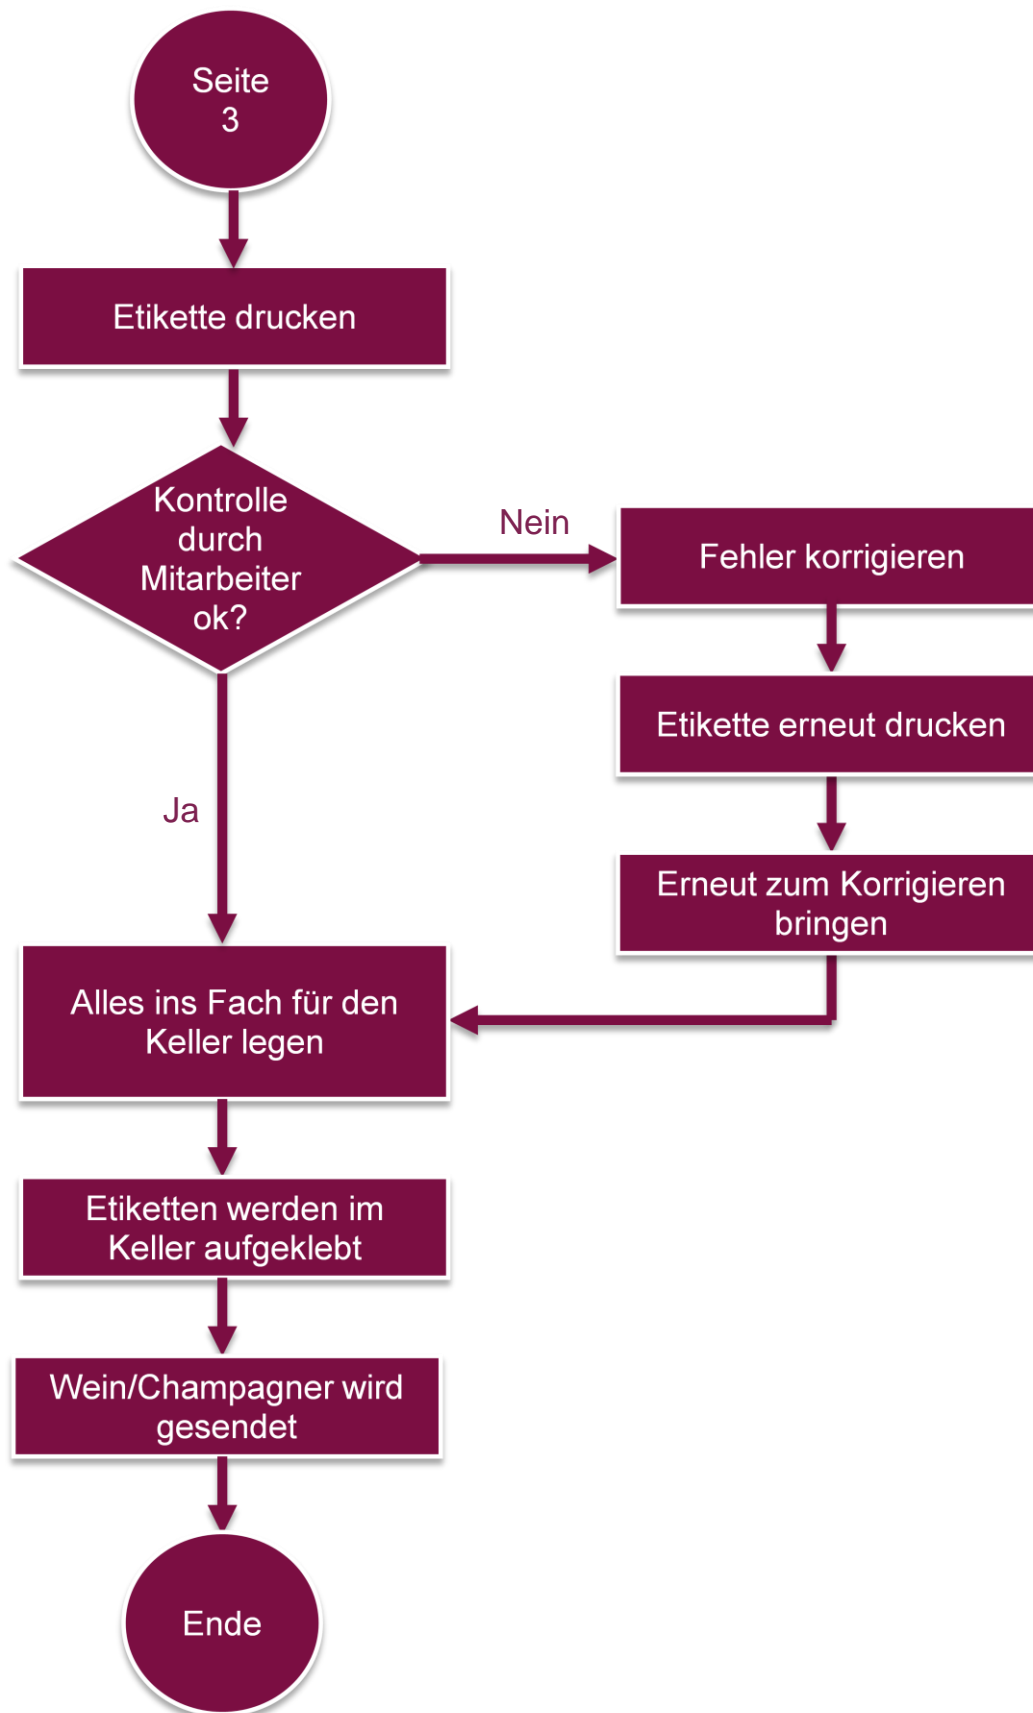 Seite
3
Etikette drucken
Kontrolle
durch
Mitarbeiter
ok?
Nein
Fehler korrigieren
Etikette erneut drucken
Ja
Erneut zum Korrigieren
bringen
Alles ins Fach für den
Keller legen
Etiketten werden im
Keller aufgeklebt
Wein/Champagner wird
gesendet
Ende